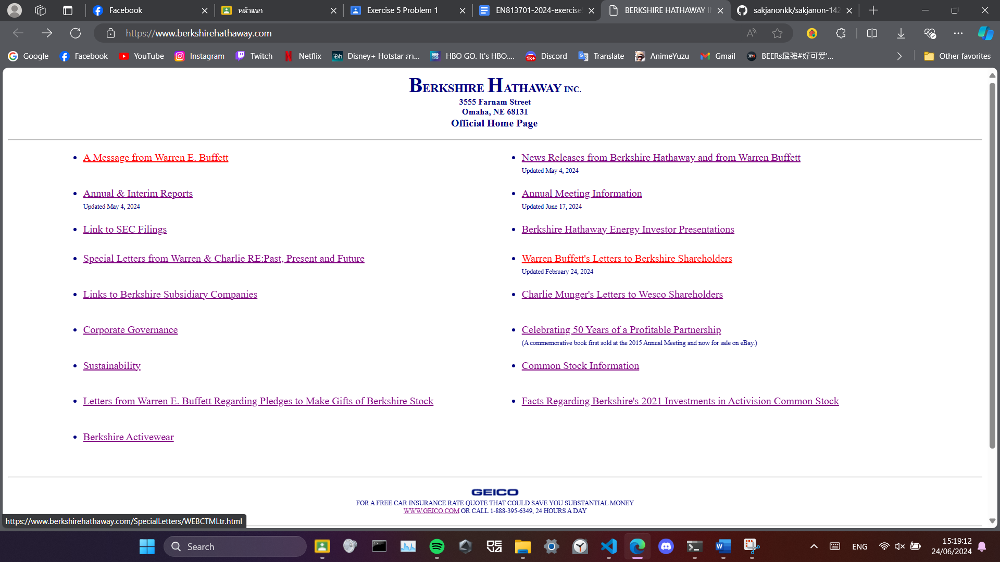 Facebook
หน้าแรก
Exercise 5 Problem 1
EN813701-2024-exercise
BERKSHIRE HATHAWAY I
sakjanonkk/sakjanon-142
https://www.berkshirehathaway.com
Google
Facebook
YouTube
Instagram
Twitch
Netflix
Disney+ Hotstar ภา...
HBO GO. It's HBO....
Discord
Translate
AnimeYuzu
Gmail
BEERs最強#好可爱'...
Other favorites
BERKSHIRE HATHAWAY INC.
3555 Farnam Street
Omaha, NE 68131
Official Home Page
A Message from Warren E. Buffett
News Releases from Berkshire Hathaway and from Warren Buffett
Updated May 4, 2024
Annual & Interim Reports
Updated May 4, 2024
Annual Meeting Information
Updated June 17, 2024
Link to SEC Filings
Berkshire Hathaway Energy Investor Presentations
Special Letters from Warren & Charlie RE:Past, Present and Future
Warren Buffett's Letters to Berkshire Shareholders
Updated February 24, 2024
Links to Berkshire Subsidiary Companies
Charlie Munger's Letters to Wesco Shareholders
Corporate Governance
Celebrating 50 Years of a Profitable Partnership
(A commemorative book first sold at the 2015 Annual Meeting and now for sale on eBay.)
Sustainability
Common Stock Information
Letters from Warren E. Buffett Regarding Pledges to Make Gifts of Berkshire Stock
Facts Regarding Berkshire's 2021 Investments in Activision Common Stock
Berkshire Activewear
GEICO
FOR A FREE CAR INSURANCE RATE QUOTE THAT COULD SAVE YOU SUBSTANTIAL MONEY
WWW.GEICO.COM OR CALL 1-888-395-6349, 24 HOURS A DAY
https://www.berkshirehathaway.com/SpecialLetters/WEBCTMLtr.html
Search
ENG
15:19:12
24/06/2024